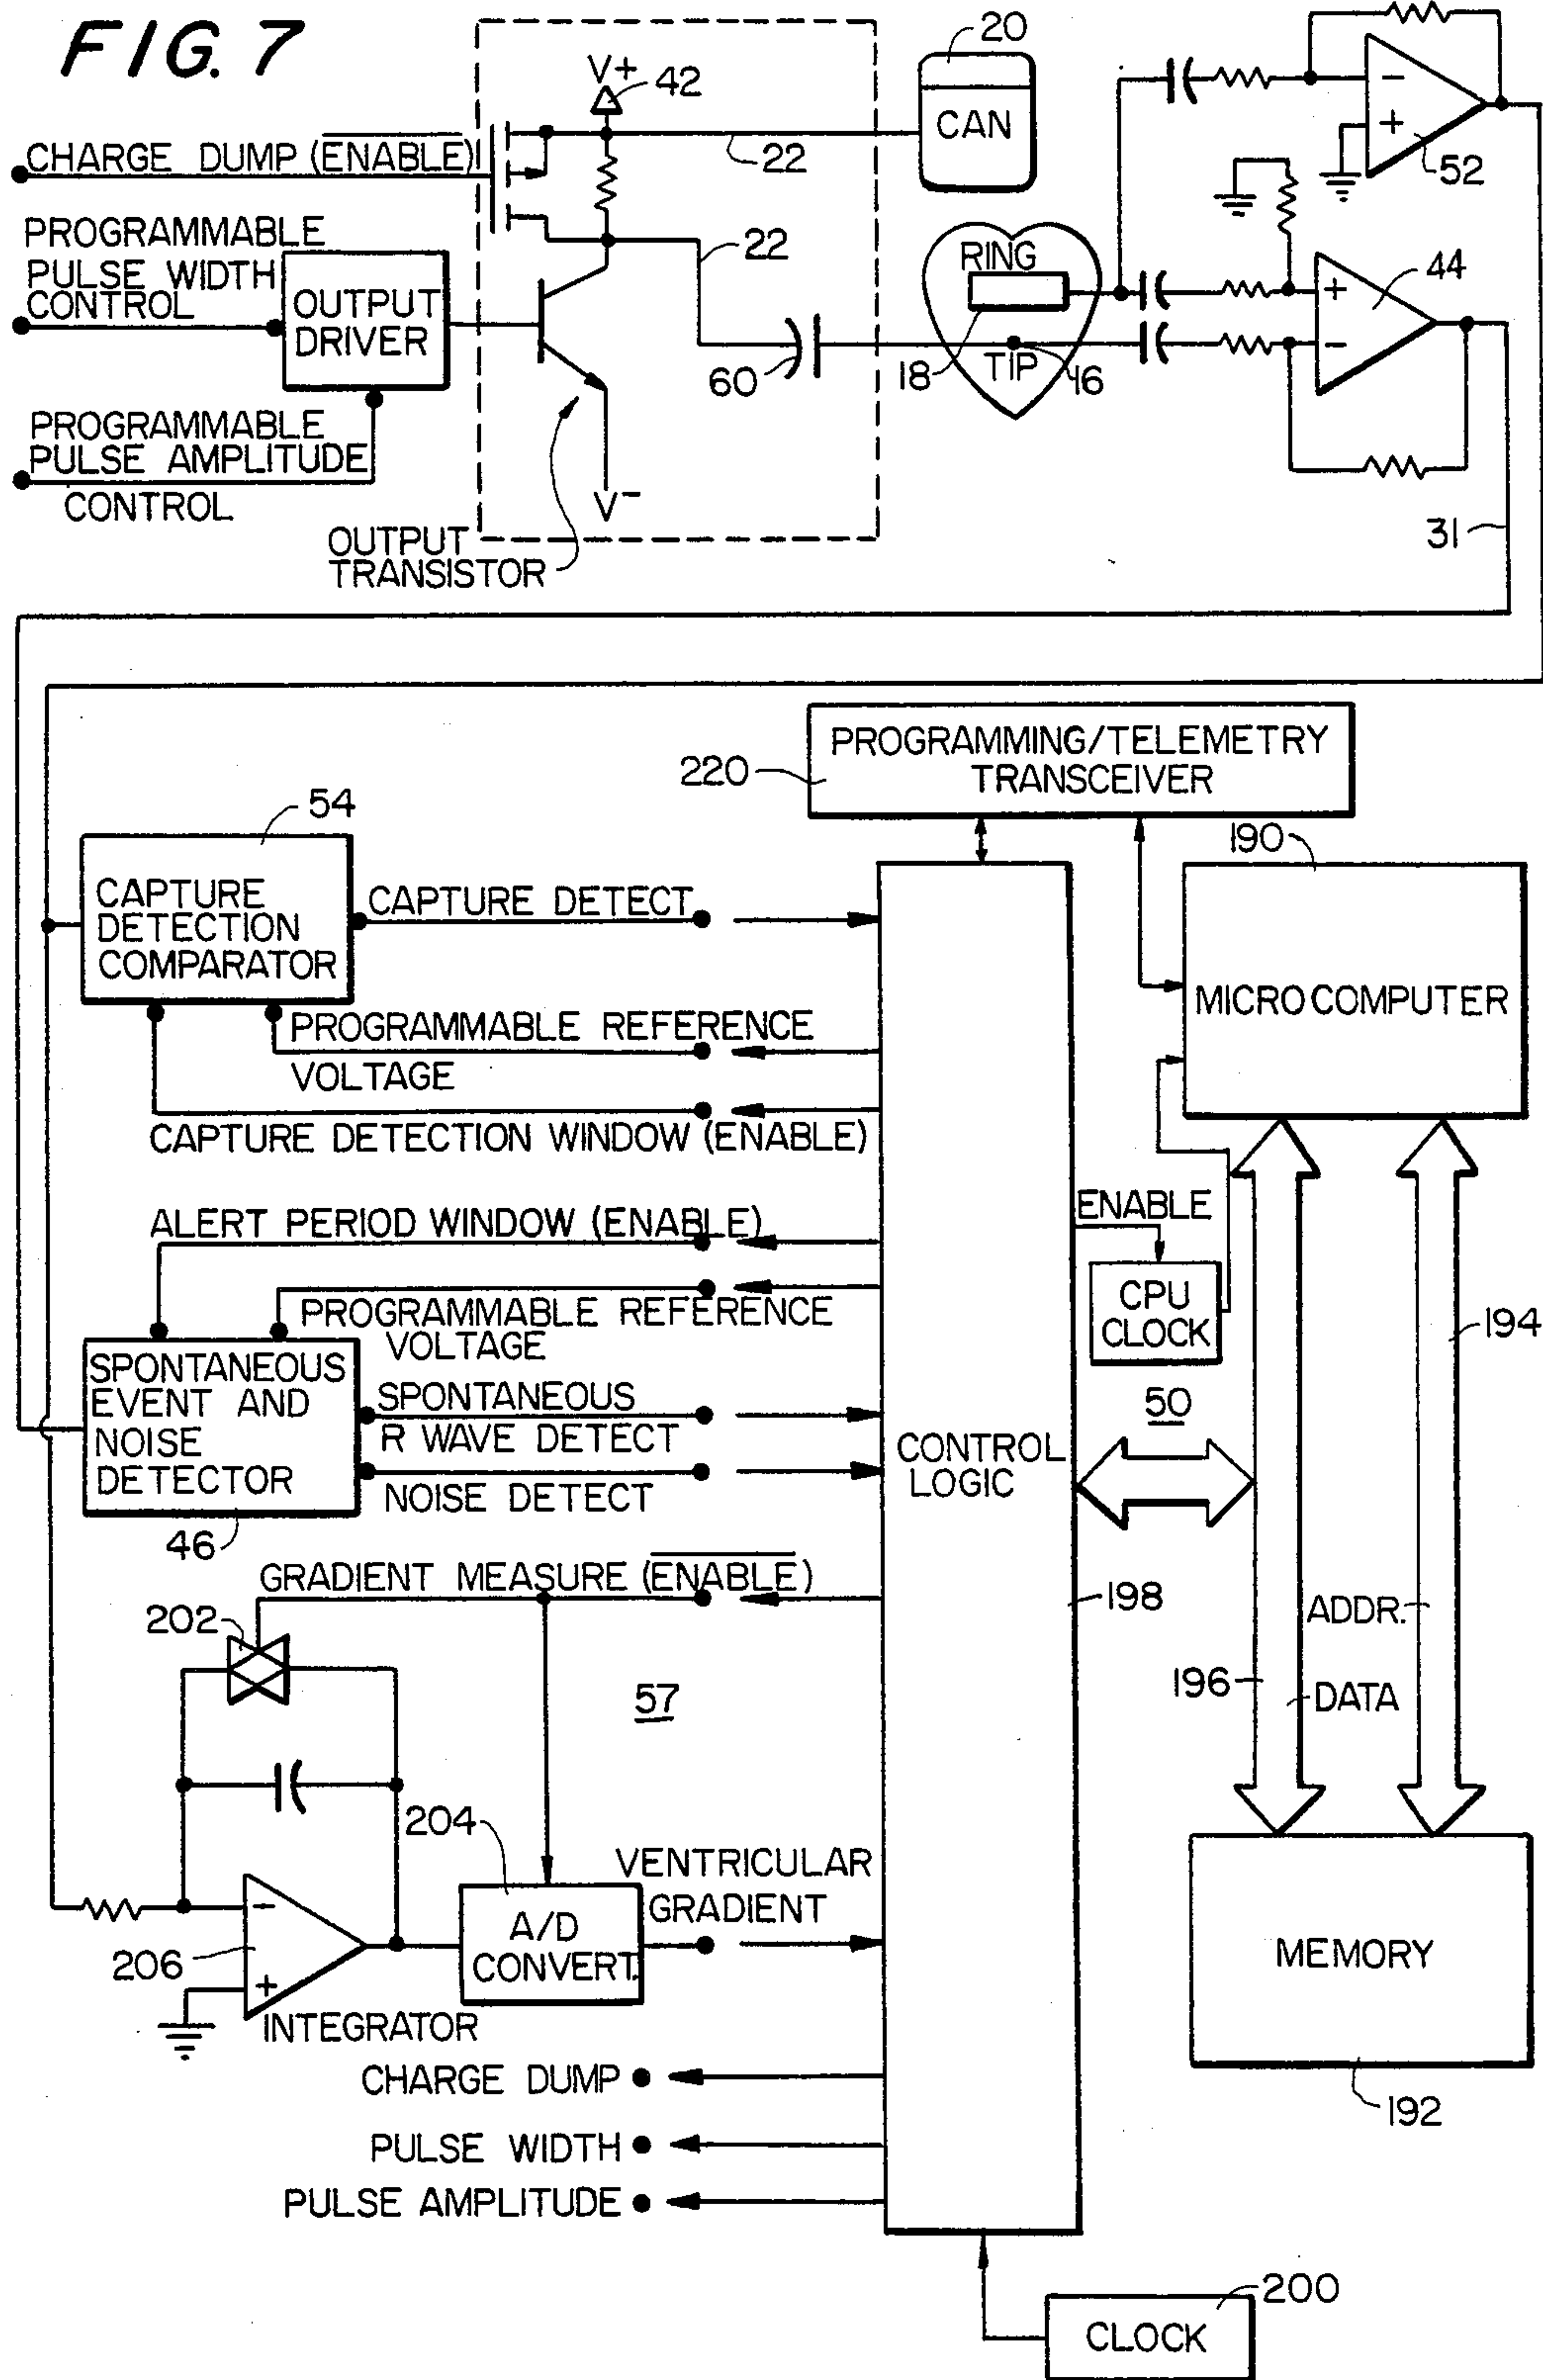 FIG. 7
V+
42
20
CAN
CHARGE DUMP (ENABLE)
22
52
PROGRAMMABLE
PULSE WIDTH
CONTROL
OUTPUT
DRIVER
22
RING
18
TIP
16
44
60
PROGRAMMABLE
PULSE AMPLITUDE
CONTROL
V-
OUTPUT
TRANSISTOR
31
PROGRAMMING/TELEMETRY
TRANSCEIVER
220
54
190
CAPTURE
DETECTION
COMPARATOR
CAPTURE DETECT
MICROCOMPUTER
PROGRAMMABLE REFERENCE
VOLTAGE
CAPTURE DETECTION WINDOW (ENABLE)
ALERT PERIOD WINDOW (ENABLE)
ENABLE
CPU
CLOCK
PROGRAMMABLE REFERENCE
VOLTAGE
194
SPONTANEOUS
EVENT AND
NOISE
DETECTOR
SPONTANEOUS
R WAVE DETECT
NOISE DETECT
50
CONTROL
LOGIC
46
GRADIENT MEASURE (ENABLE)
198
ADDR.
202
196
DATA
57
204
VENTRICULAR
GRADIENT
A/D
CONVERT.
206
-
+
INTEGRATOR
MEMORY
CHARGE DUMP
192
PULSE WIDTH
PULSE AMPLITUDE
200
CLOCK